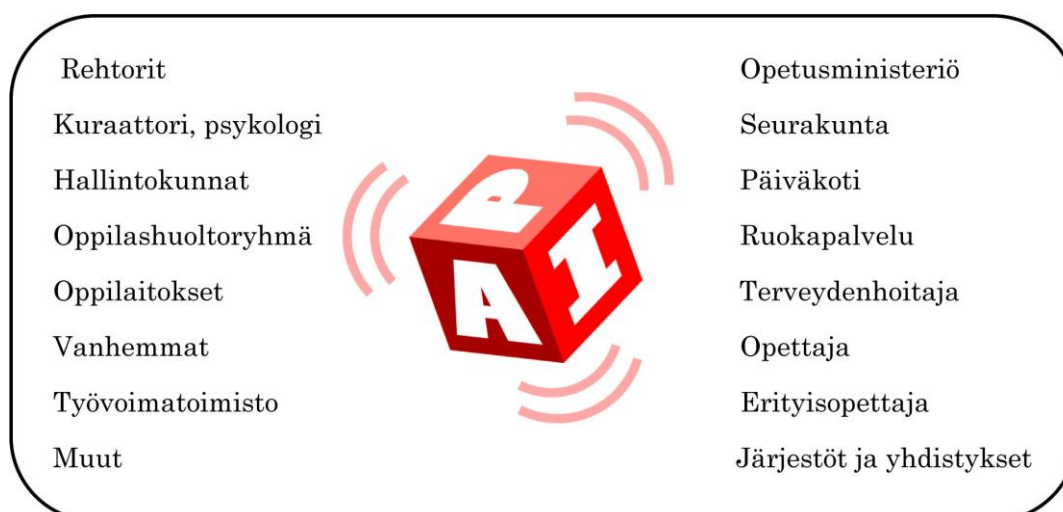 Rehtorit
Kuraattori, psykologi
Hallintokunnat
Oppilashuoltoryhmä
Oppilaitokset
Vanhemmat
Työvoimatoimisto
Muut
P
A
I
Opetusministeriö
Seurakunta
Päiväkoti
Ruokapalvelu
Terveydenhoitaja
Opettaja
Erityisopettaja
Järjestöt ja yhdistykset